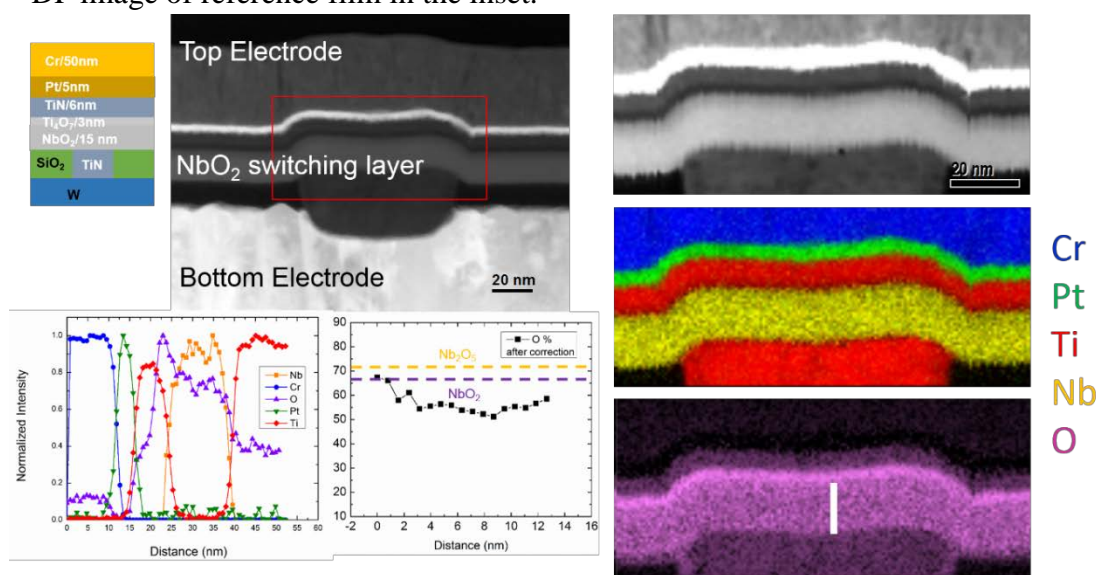 DF image of reference film in the inset.
Cr/50nm
Pt/5nm
TiN/6nm
Ti₄O₇/3nm
NbO₂/15 nm
SiO₂
TiN
W
Top Electrode
NbO₂ switching layer
Bottom Electrode
20 nm
20 nm
Cr
Pt
Ti
Nb
O
Normalized Intensity
1.0
0.8
0.6
0.4
0.2
0.0
0 5 10 15 20 25 30 35 40 45 50 55 60
Distance (nm)
Nb
Cr
O
Pt
Ti
90
80
70
60
50
40
30
20
10
-2 0 2 4 6 8 10 12 14 16
Distance (nm)
O %
after correction
Nb₂O₅
NbO₂